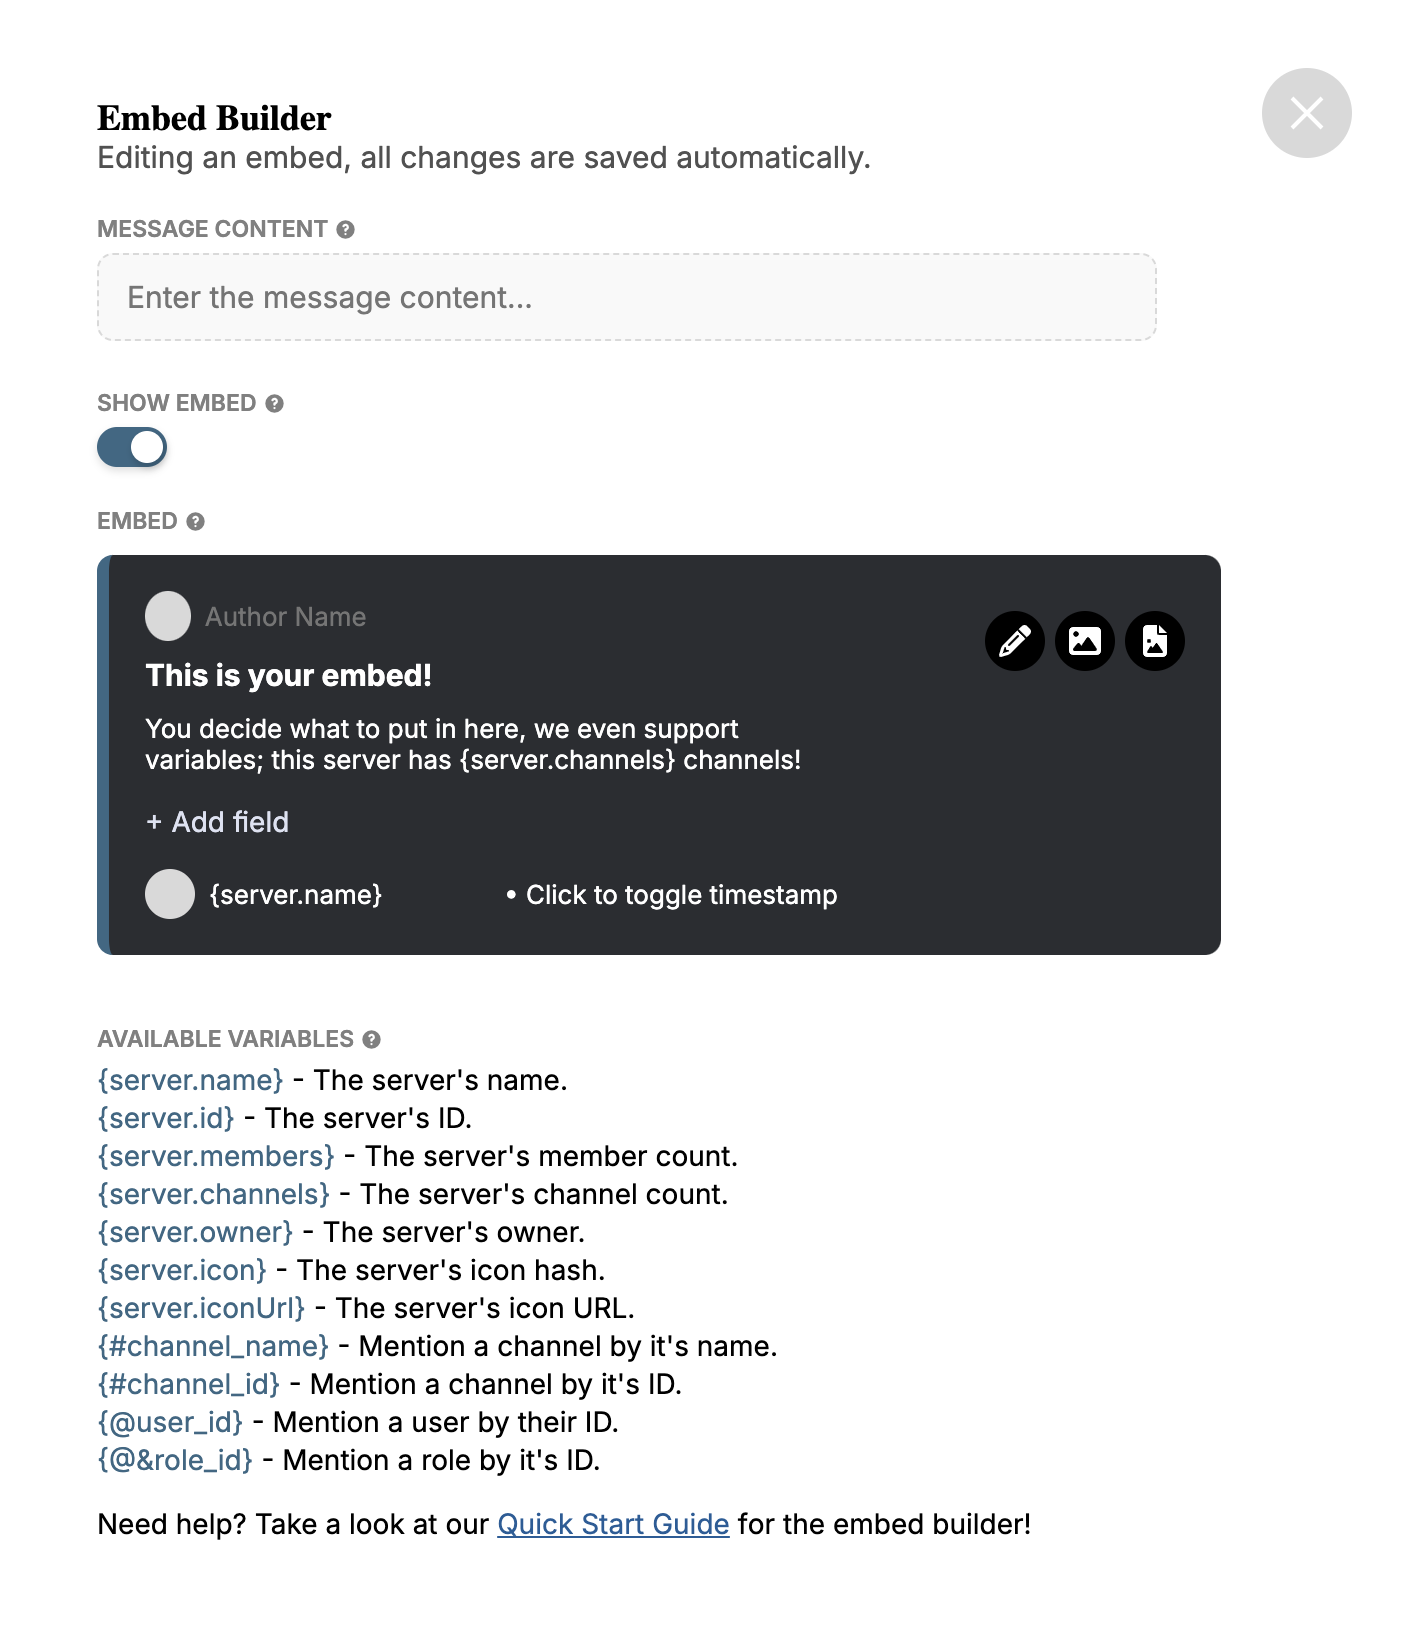 Embed Builder
Editing an embed, all changes are saved automatically.
MESSAGE CONTENT
Enter the message content...
SHOW EMBED
EMBED
Author Name
This is your embed!
You decide what to put in here, we even support
variables; this server has {server.channels} channels!
+ Add field
{server.name} • Click to toggle timestamp
AVAILABLE VARIABLES
{server.name} - The server's name.
{server.id} - The server's ID.
{server.members} - The server's member count.
{server.channels} - The server's channel count.
{server.owner} - The server's owner.
{server.icon} - The server's icon hash.
{server.iconUrl} - The server's icon URL.
{#channel_name} - Mention a channel by it's name.
{#channel_id} - Mention a channel by it's ID.
{@user_id} - Mention a user by their ID.
{@&role_id} - Mention a role by it's ID.
Need help? Take a look at our Quick Start Guide for the embed builder!